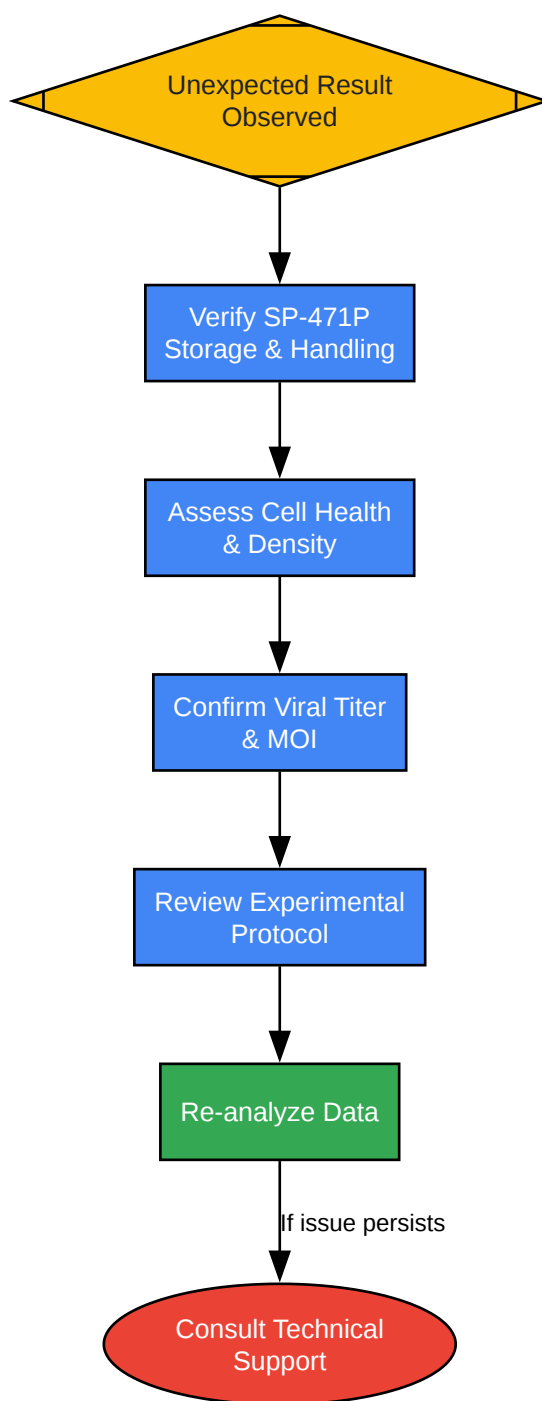 Unexpected Result
Observed
Verify SP-471P
Storage & Handling
Assess Cell Health
& Density
Confirm Viral Titer
& MOI
Review Experimental
Protocol
Re-analyze Data
If issue persists
Consult Technical
Support